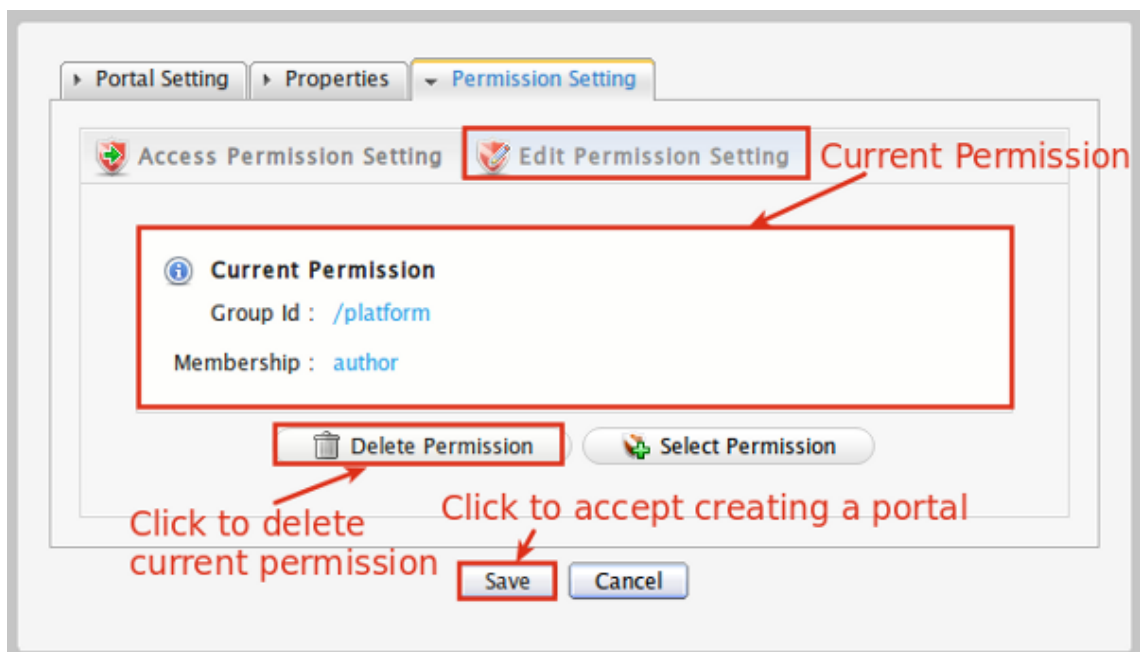 Portal Setting Properties Permission Setting
Access Permission Setting Edit Permission Setting Current Permission
Current Permission
Group Id : /platform
Membership : author
Delete Permission Select Permission
Click to delete
current permission
Click to accept creating a portal
Save Cancel